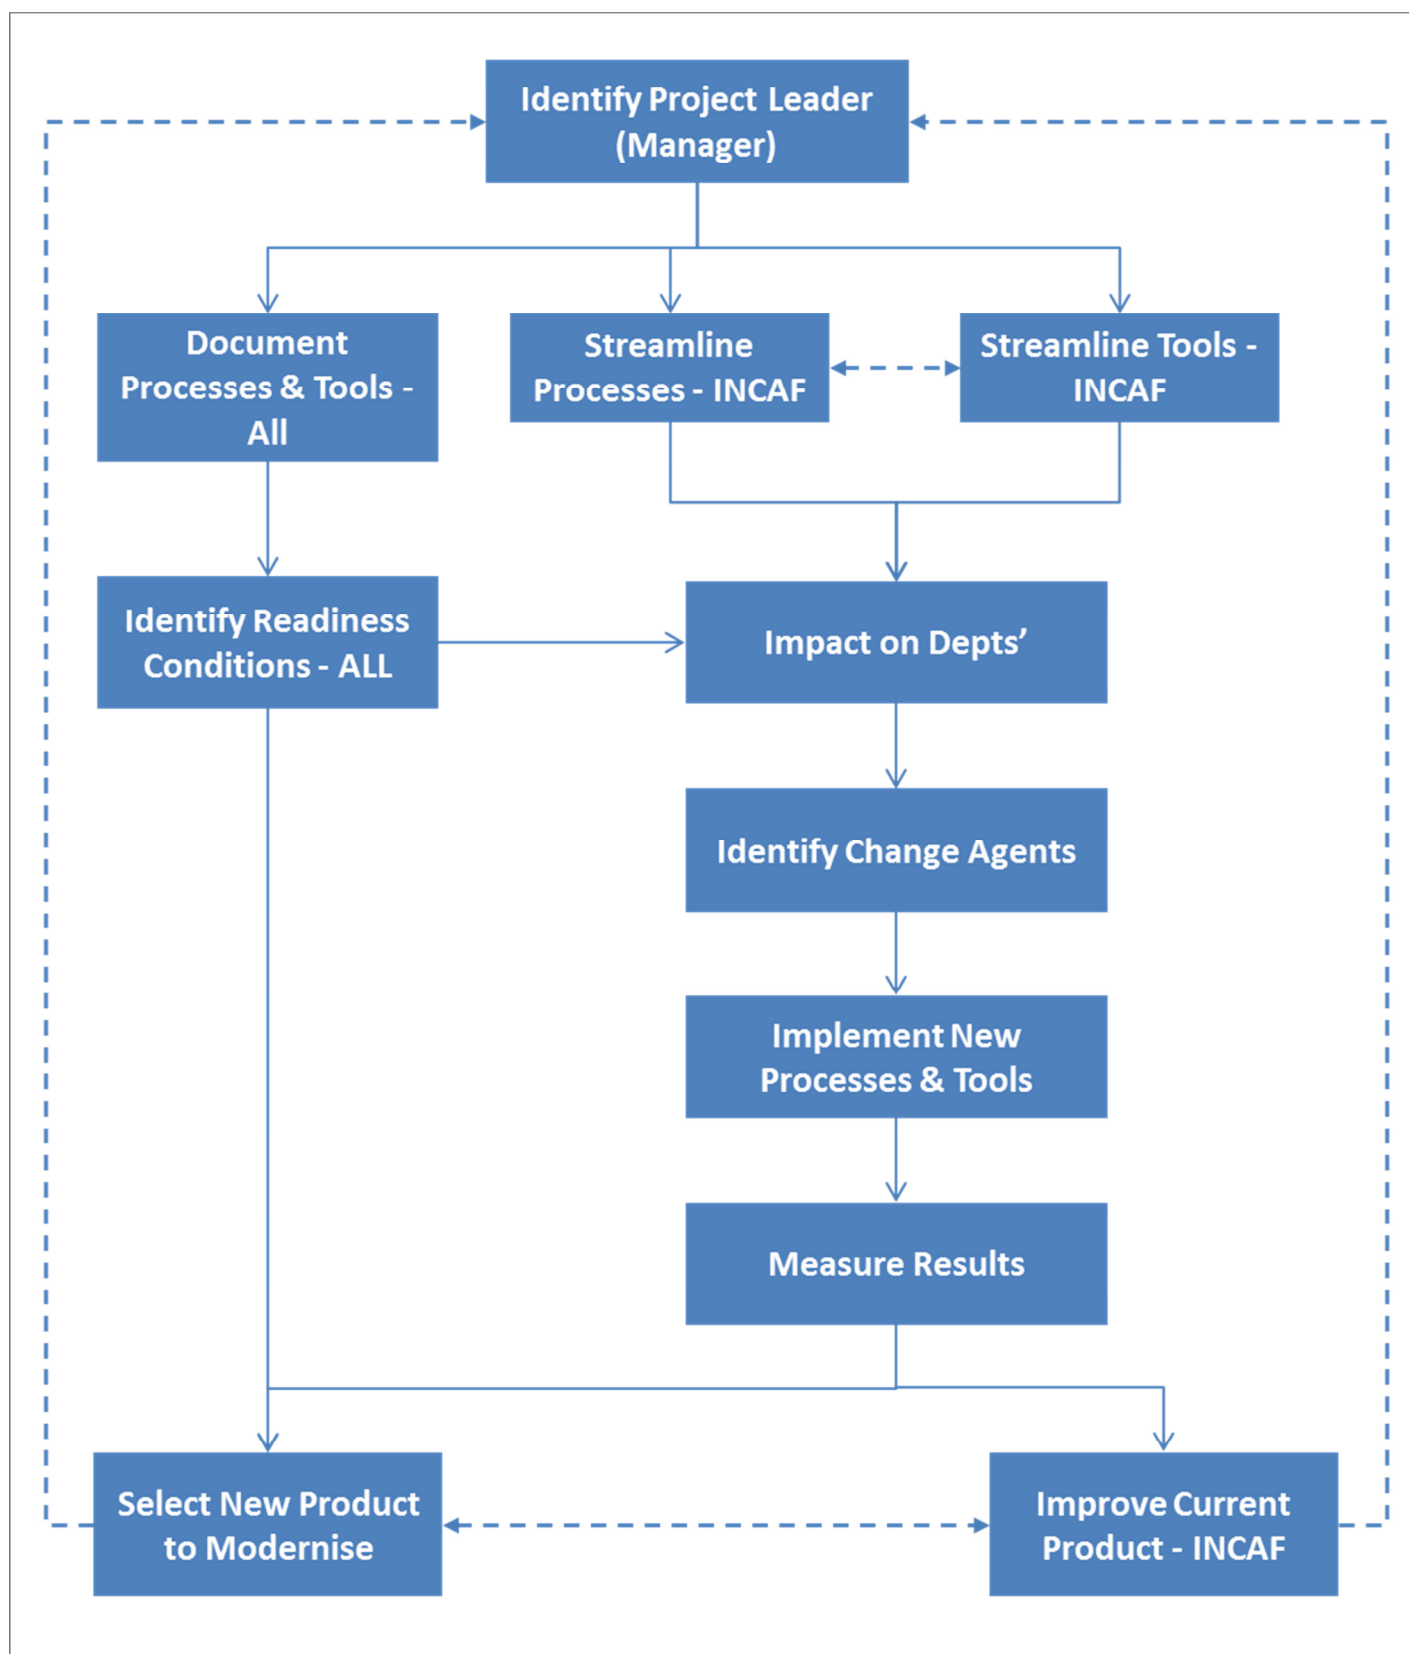 Identify Project Leader
(Manager)
Document
Processes & Tools -
All
Streamline
Processes - INCAF
Streamline Tools -
INCAF
Identify Readiness
Conditions - ALL
Impact on Depts’
Identify Change Agents
Implement New
Processes & Tools
Measure Results
Select New Product
to Modernise
Improve Current
Product - INCAF